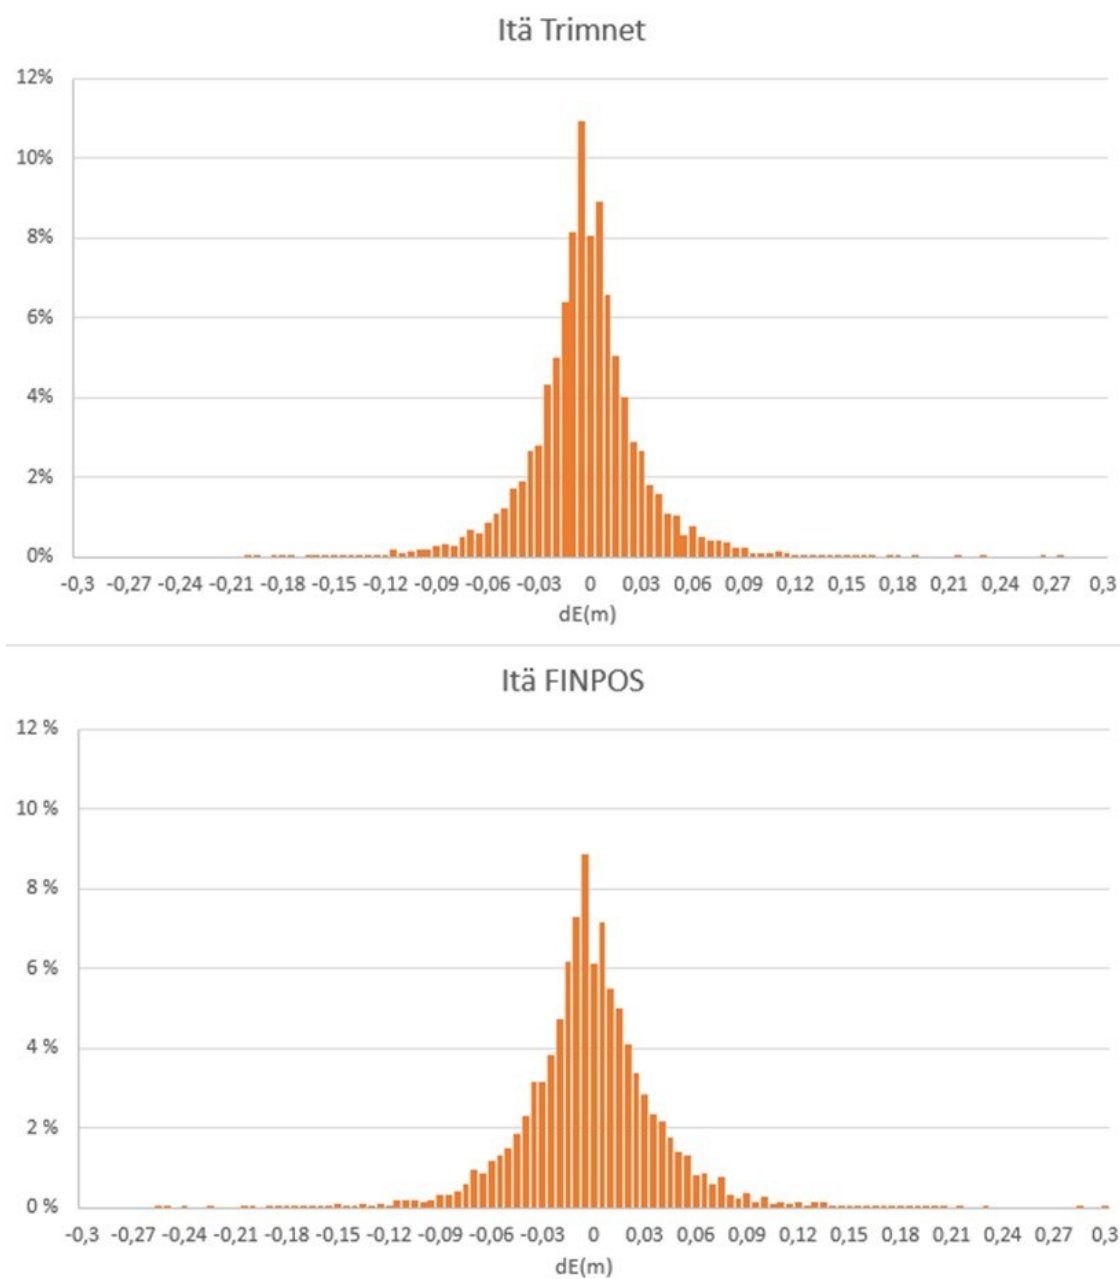 Itä Trimnet
12%
10%
8%
6%
4%
2%
0%
-0,3 -0,27 -0,24 -0,21 -0,18 -0,15 -0,12 -0,09 -0,06 -0,03 0 0,03 0,06 0,09 0,12 0,15 0,18 0,21 0,24 0,27 0,3
dE(m)
Itä FINPOS
12 %
10 %
8 %
6 %
4 %
2 %
0 %
-0,3 -0,27 -0,24 -0,21 -0,18 -0,15 -0,12 -0,09 -0,06 -0,03 0 0,03 0,06 0,09 0,12 0,15 0,18 0,21 0,24 0,27 0,3
dE(m)